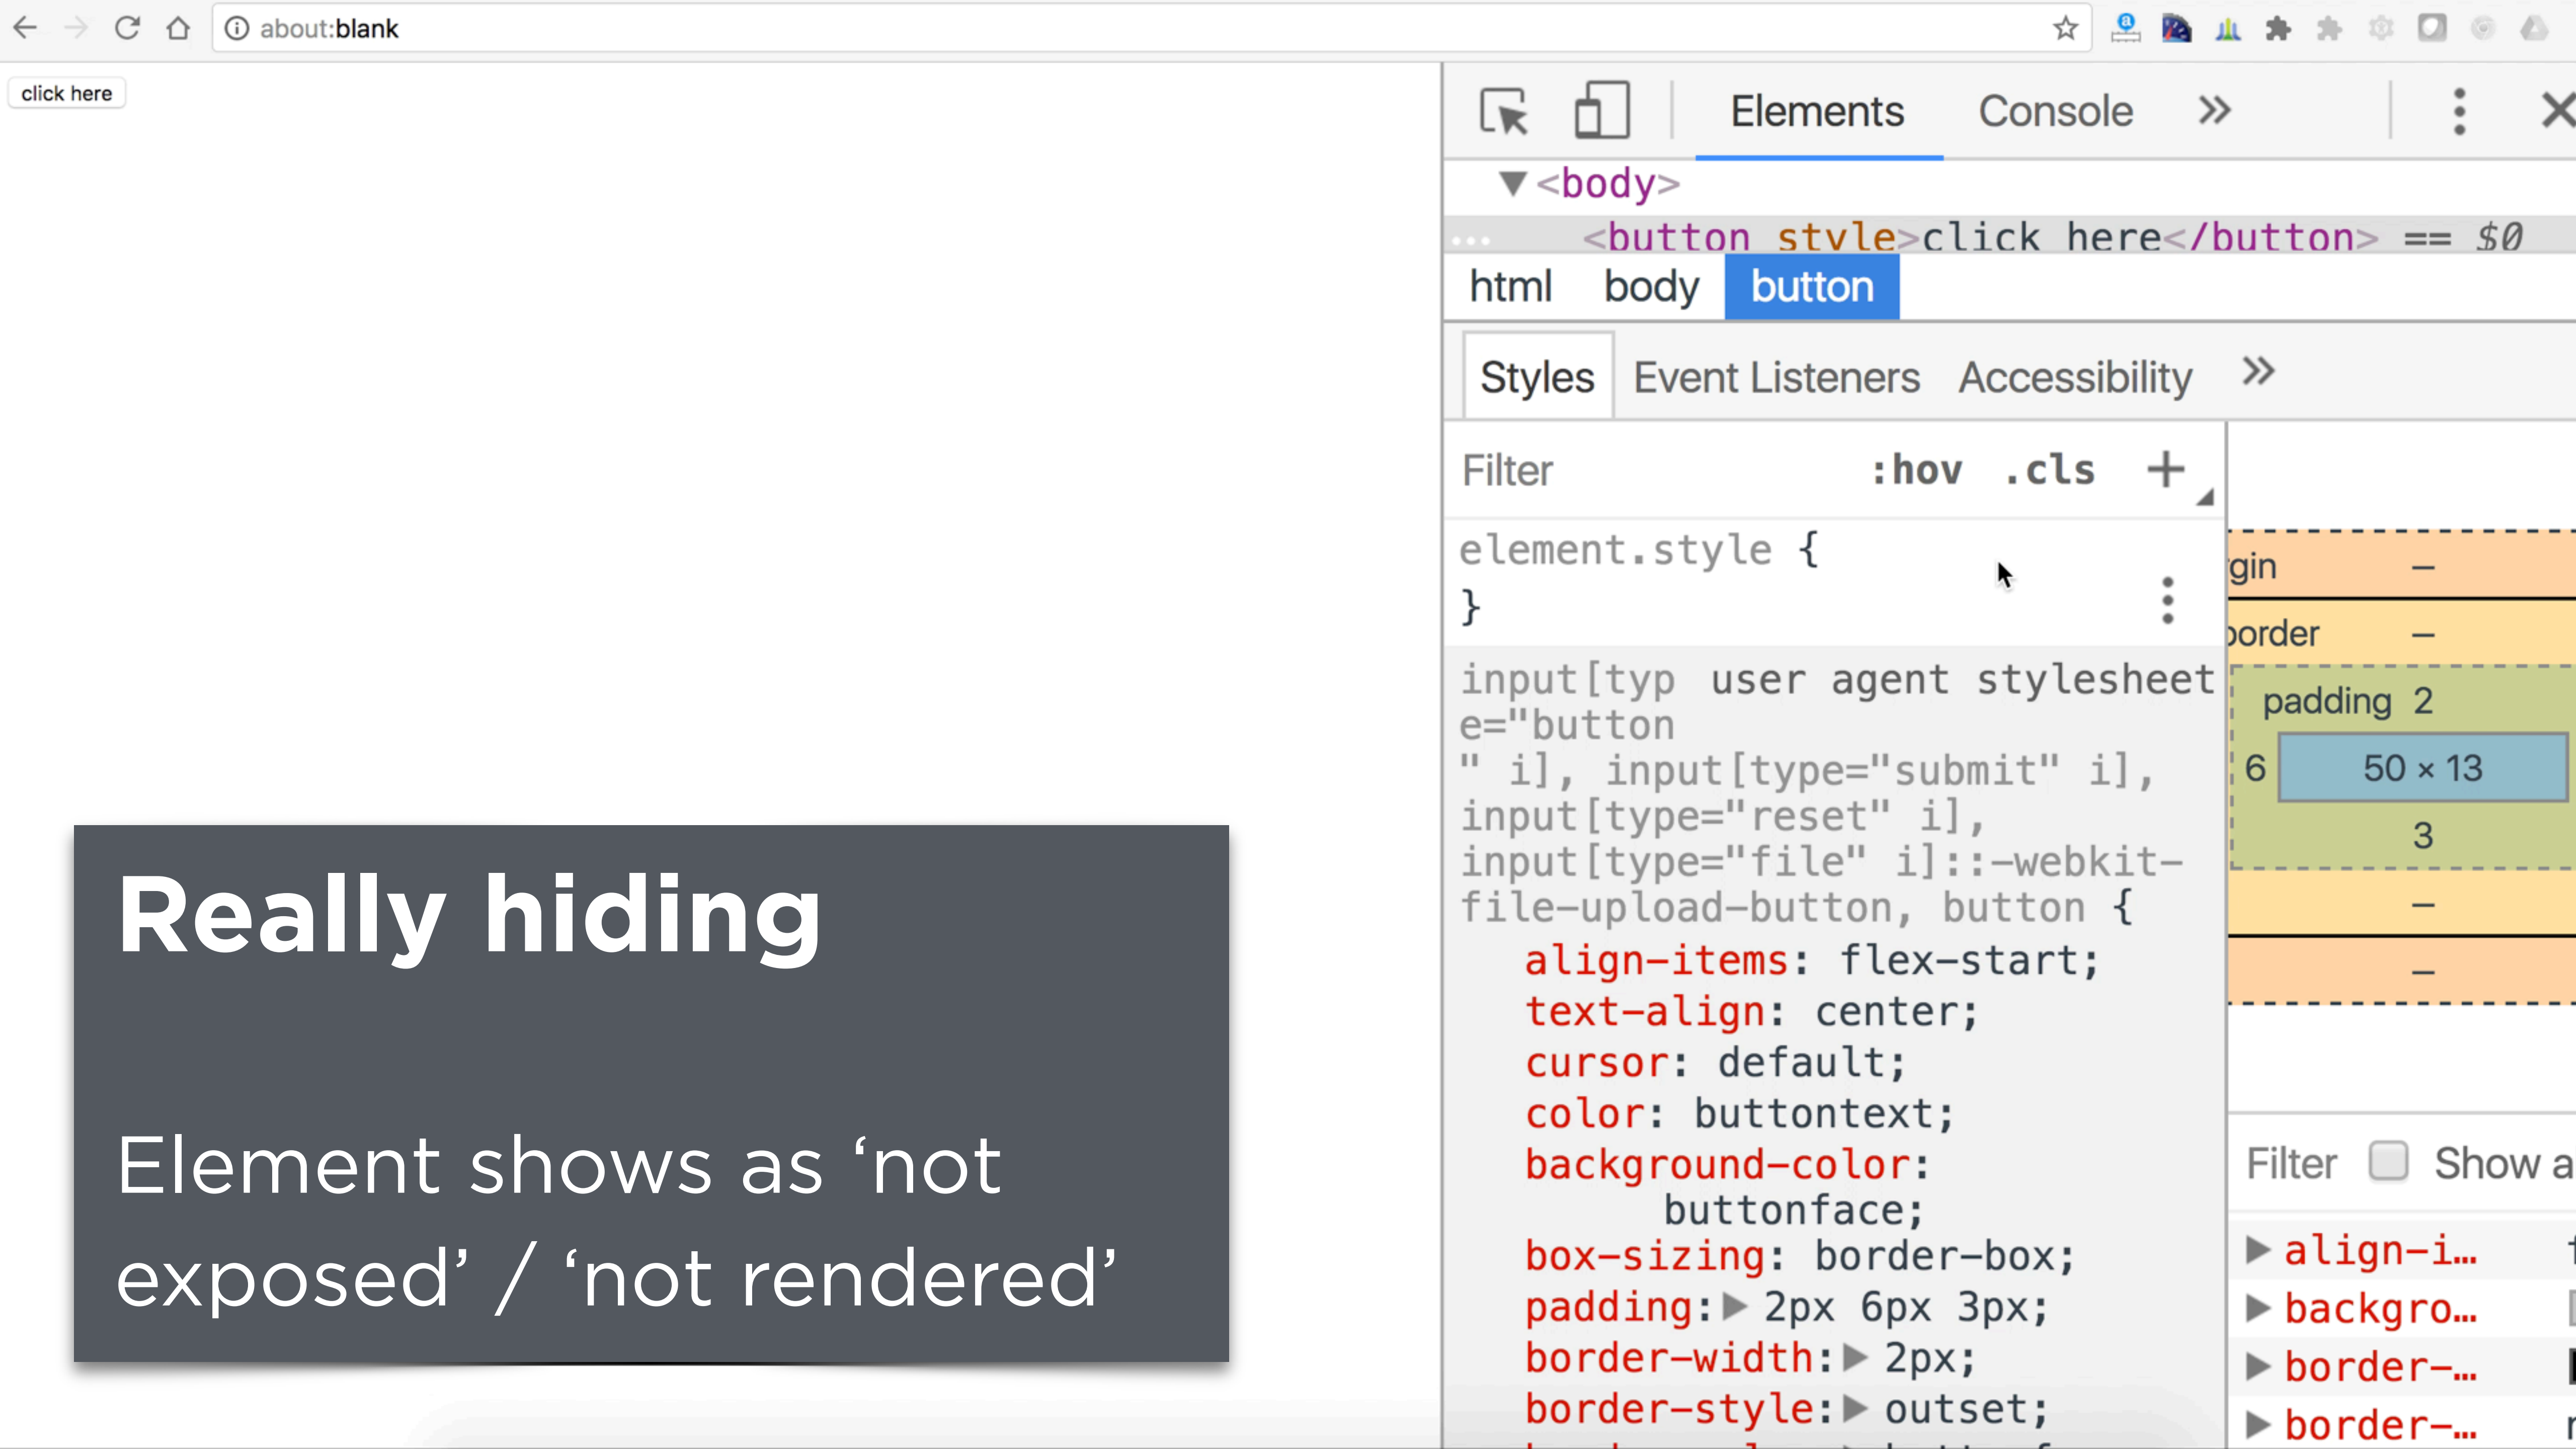 about:blank
click here
Elements Console »
<body>
<button style>click here</button> == $0
html body button
Styles Event Listeners Accessibility »
Filter :hov .cls +
element.style {
}
input[typ user agent stylesheet
e="button
" i], input[type="submit" i],
input[type="reset" i],
input[type="file" i]::-webkit-
file-upload-button, button {
align-items: flex-start;
text-align: center;
cursor: default;
color: buttontext;
background-color:
buttonface;
box-sizing: border-box;
padding: 2px 6px 3px;
border-width: 2px;
border-style: outset;
gin –
border –
padding 2
6 50 × 13
3
–
–
Filter Show a
align-i…
backgro…
border-…
border-…
Really hiding
Element shows as ‘not
exposed’ / ‘not rendered’